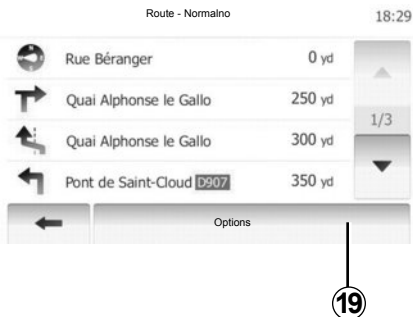 Route - Normalno 18:29
Rue Béranger 0 yd
Quai Alphonse le Gallo 250 yd
1/3
Quai Alphonse le Gallo 300 yd
Pont de Saint-Cloud D907 350 yd
Options
19